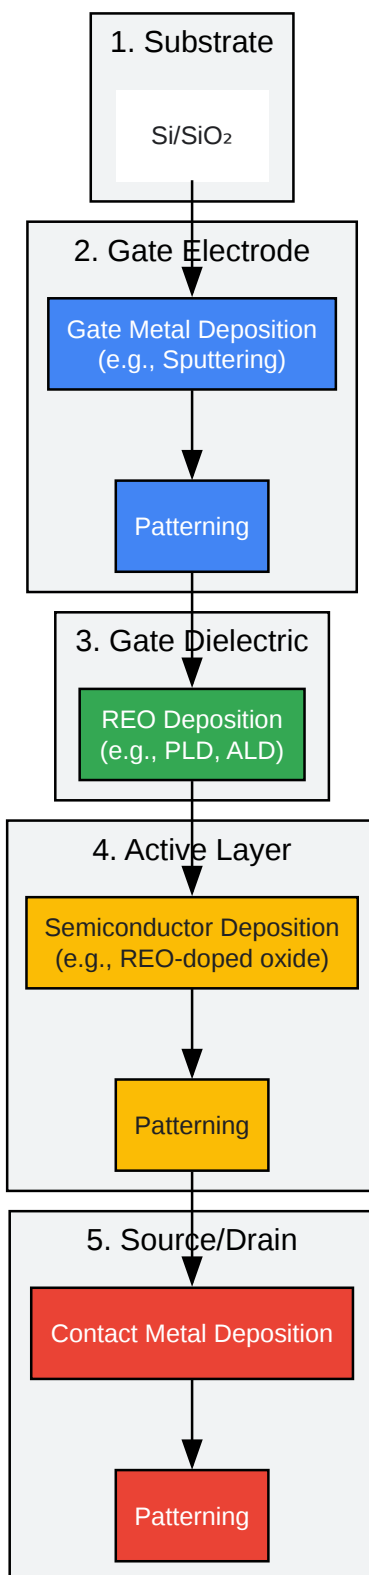 1. Substrate
Si/SiO₂
2. Gate Electrode
Gate Metal Deposition
(e.g., Sputtering)
Patterning
3. Gate Dielectric
REO Deposition
(e.g., PLD, ALD)
4. Active Layer
Semiconductor Deposition
(e.g., REO-doped oxide)
Patterning
5. Source/Drain
Contact Metal Deposition
Patterning